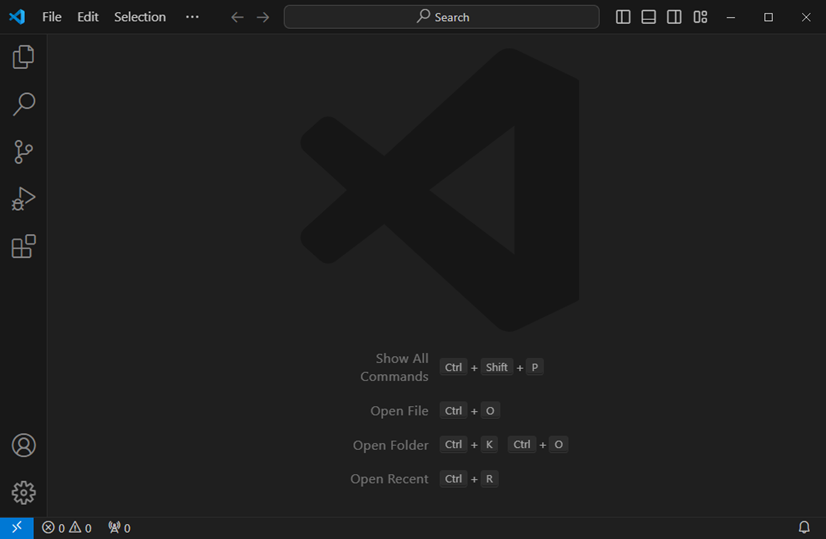 File Edit Selection ··· Search
Show All Commands Ctrl + Shift + P
Open File Ctrl + O
Open Folder Ctrl + K Ctrl + O
Open Recent Ctrl + R
0 0 0